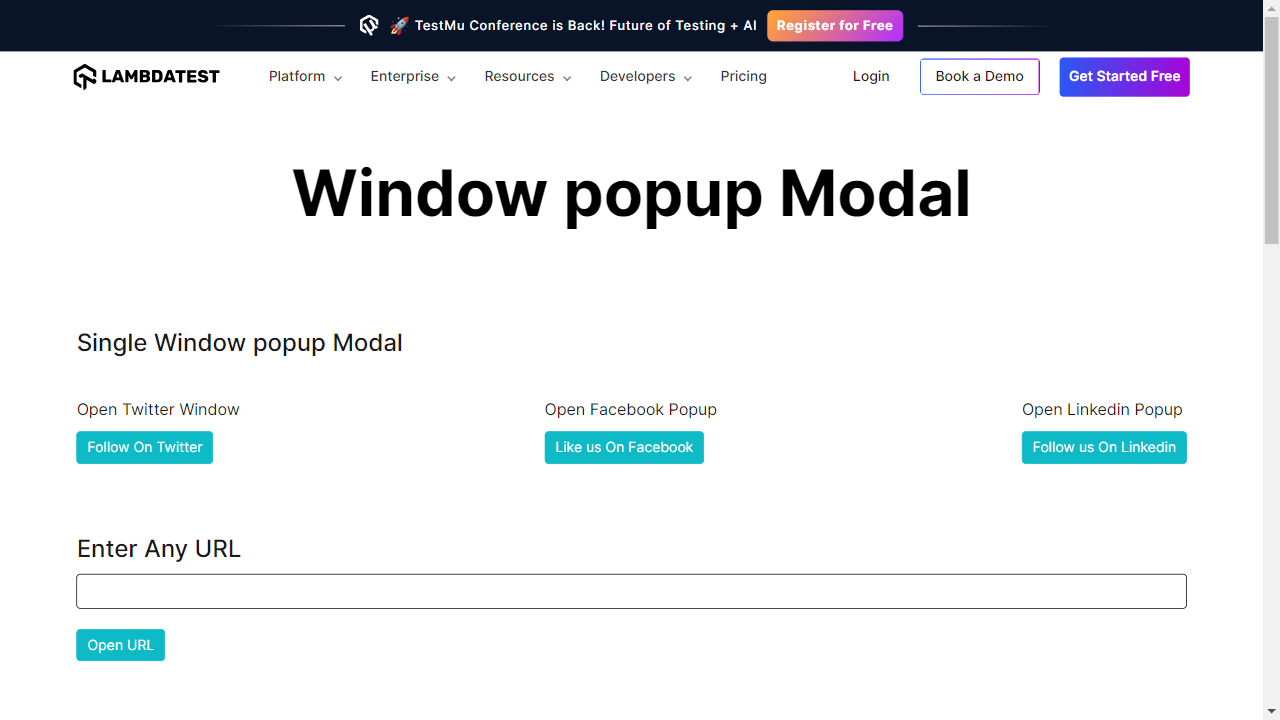 🚀 TestMu Conference is Back! Future of Testing + AI Register for Free
LAMBDATEST Platform Enterprise Resources Developers Pricing Login Book a Demo Get Started Free
Window popup Modal
Single Window popup Modal
Open Twitter Window Open Facebook Popup Open Linkedin Popup
Follow On Twitter Like us On Facebook Follow us On Linkedin
Enter Any URL
Open URL